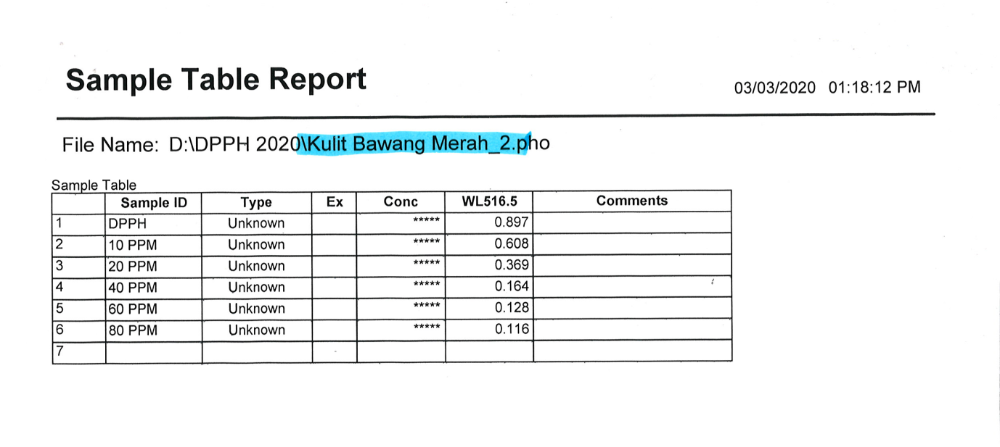 Sample Table Report
03/03/2020 01:18:12 PM
File Name: D:\DPPH 2020\Kulit Bawang Merah_2.pho
Sample Table
Sample ID Type Ex Conc WL516.5 Comments
1 DPPH Unknown ***** 0.897
2 10 PPM Unknown ***** 0.608
3 20 PPM Unknown ***** 0.369
4 40 PPM Unknown ***** 0.164
5 60 PPM Unknown ***** 0.128
6 80 PPM Unknown ***** 0.116
7